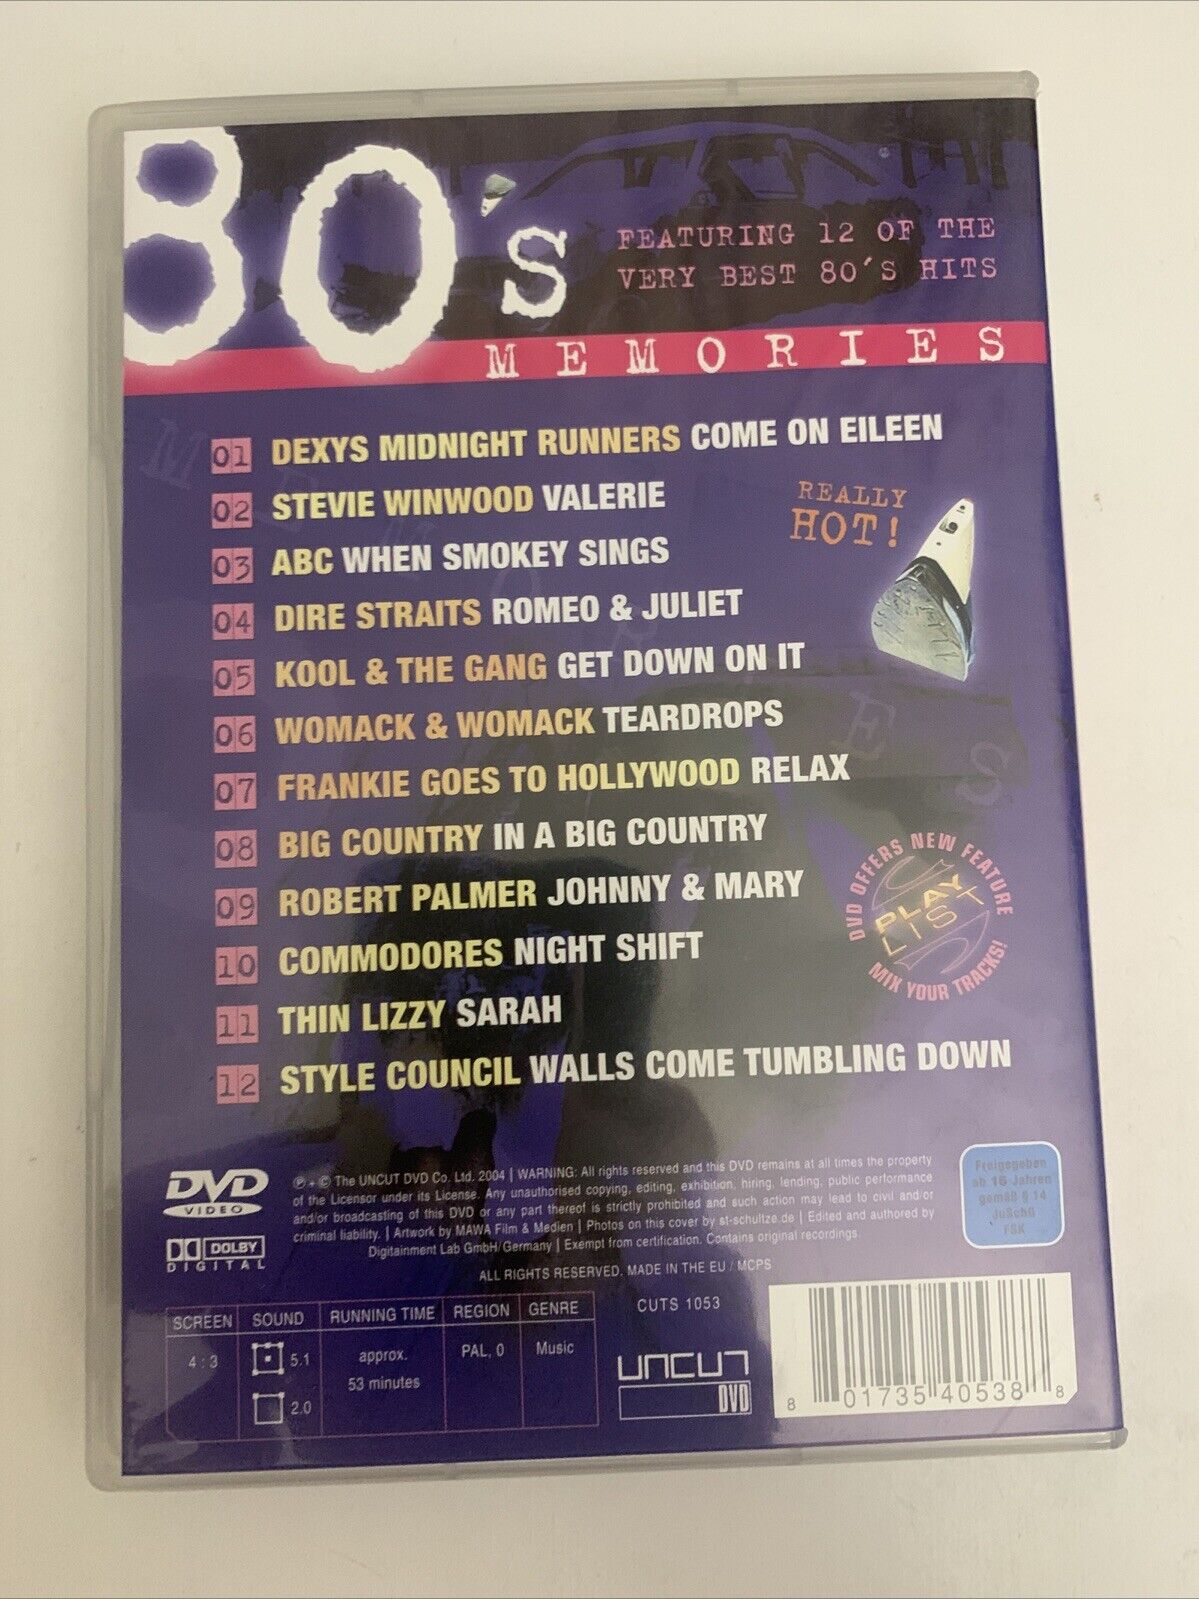 80's
FEATURING 12 OF THE
VERY BEST 80'S HITS
MEMORIES
01 DEXYS MIDNIGHT RUNNERS COME ON EILEEN
02 STEVIE WINWOOD VALERIE
REALLY
HOT!
03 ABC WHEN SMOKEY SINGS
04 DIRE STRAITS ROMEO & JULIET
05 KOOL & THE GANG GET DOWN ON IT
06 WOMACK & WOMACK TEARDROPS
07 FRANKIE GOES TO HOLLYWOOD RELAX
08 BIG COUNTRY IN A BIG COUNTRY
09 ROBERT PALMER JOHNNY & MARY
10 COMMODORES NIGHT SHIFT
11 THIN LIZZY SARAH
12 STYLE COUNCIL WALLS COME TUMBLING DOWN
DVD OFFERS NEW FEATURE
PLAY
LIST
MIX YOUR TRACKS!
DVD
VIDEO
DOLBY
DIGITAL
℗ + © The UNCUT DVD Co. Ltd. 2004 | WARNING: All rights reserved and this DVD remains at all times the property
of the Licensor under its License. Any unauthorised copying, editing, exhibition, hiring, lending, public performance
and/or broadcasting of this DVD or any part thereof is strictly prohibited and such action may lead to civil and/or
criminal liability. | Artwork by MAWA Film & Medien | Photos on this cover by st-schultze.de | Edited and authored by
Digitainment Lab GmbH/Germany | Exempt from certification. Contains original recordings.
ALL RIGHTS RESERVED. MADE IN THE EU / MCPS
Freigegeben
ab 16 Jahren
gemäß § 14
JuSchG
FSK
SCREEN SOUND RUNNING TIME REGION GENRE
4 : 3 5.1 approx. PAL, 0 Music
53 minutes
2.0
CUTS 1053
UNCUT
DVD
8 01735 40538 8